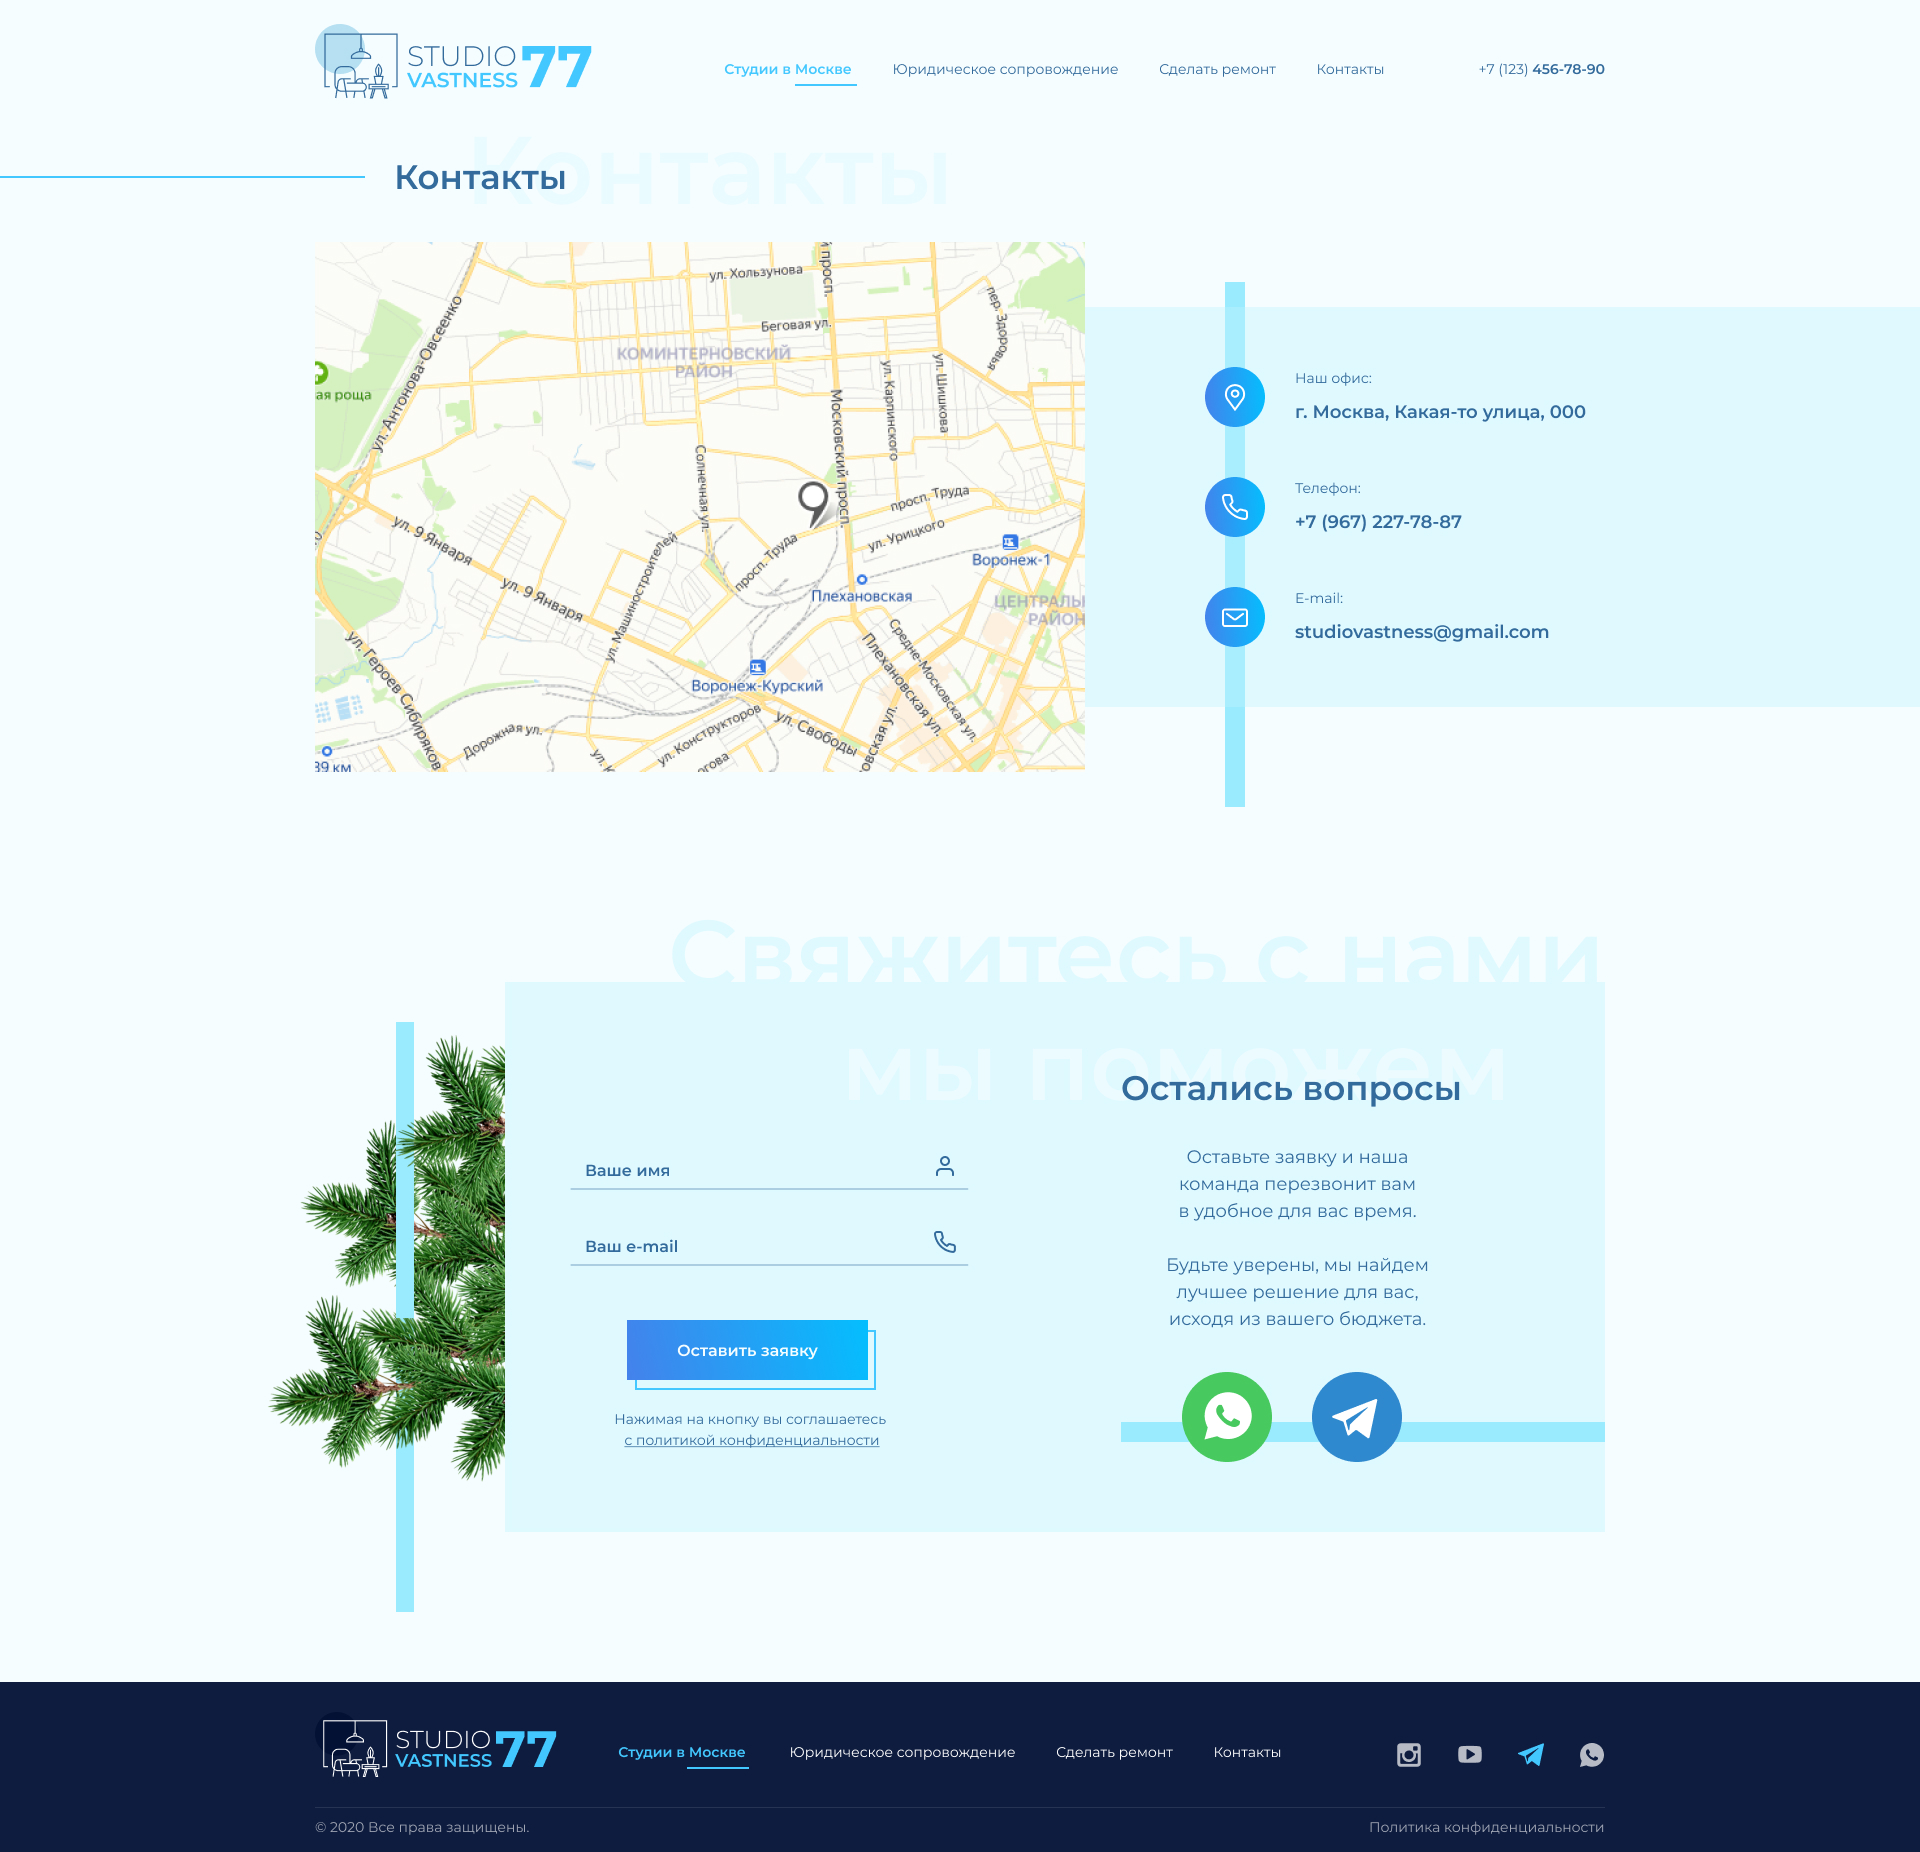 STUDIO
VASTNESS 77
Студии в Москве
Юридическое сопровождение
Сделать ремонт
Контакты
+7 (123) 456-78-90
Контакты
Контакты
ул. Хользунова
й просп.
пер. Здоровья
Беговая ул.
КОМИНТЕРНОВСКИЙ
РАЙОН
ул. Антонова-Овсеенко
ая роща
ул. Карпинского
ул. Шишкова
Московский просп.
Солнечная ул.
просп. Труда
ул. Урицкого
ул. 9 Января
ул. 9 Января
ул. Машиностроителей
просп. Труда
Воронеж-1
Плехановская
ЦЕНТРАЛЬ
РАЙОН
ул. Героев Сибиряков
Средне-Московская ул.
Плехановская ул.
Воронеж-Курский
Дорожная ул.
ул. Конструкторов
ул. Свободы
овская ул.
огова
39 км
Наш офис:
г. Москва, Какая-то улица, 000
Телефон:
+7 (967) 227-78-87
E-mail:
studiovastness@gmail.com
Свяжитесь с нами
мы поможем
Остались вопросы
Ваше имя
Ваш e-mail
Оставить заявку
Нажимая на кнопку вы соглашаетесь
с политикой конфиденциальности
Оставьте заявку и наша
команда перезвонит вам
в удобное для вас время.
Будьте уверены, мы найдем
лучшее решение для вас,
исходя из вашего бюджета.
STUDIO
VASTNESS 77
Студии в Москве
Юридическое сопровождение
Сделать ремонт
Контакты
© 2020 Все права защищены.
Политика конфиденциальности